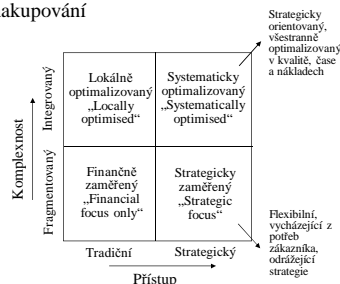 nakupování
Strategicky
orientovaný,
všestranně
optimalizovaný
v kvalitě, čase
a nákladech
Komplexnost
Integrovaný
Lokálně
optimalizovaný
„Locally
optimised“
Systematicky
optimalizovaný
„Systematically
optimised“
Fragmentovaný
Finančně
zaměřený
„Financial
focus only“
Strategicky
zaměřený
„Strategic
focus“
Flexibilní,
vycházející z
potřeb
zákazníka,
odrážející
strategie
Tradiční
Strategický
Přístup